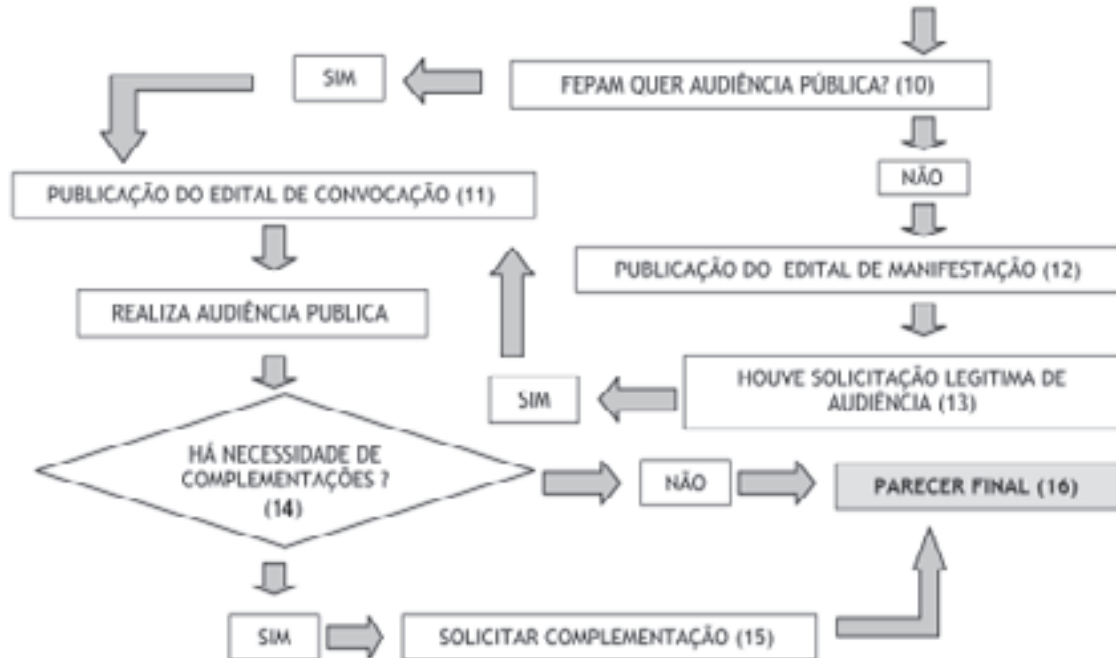 FEPAM QUER AUDIÊNCIA PÚBLICA? (10)
SIM
NÃO
PUBLICAÇÃO DO EDITAL DE CONVOCAÇÃO (11)
PUBLICAÇÃO DO EDITAL DE MANIFESTAÇÃO (12)
REALIZA AUDIÊNCIA PUBLICA
HOUVE SOLICITAÇÃO LEGITIMA DE
AUDIÊNCIA (13)
SIM
HÁ NECESSIDADE DE
COMPLEMENTAÇÕES ?
(14)
NÃO
PARECER FINAL (16)
SIM
SOLICITAR COMPLEMENTAÇÃO (15)